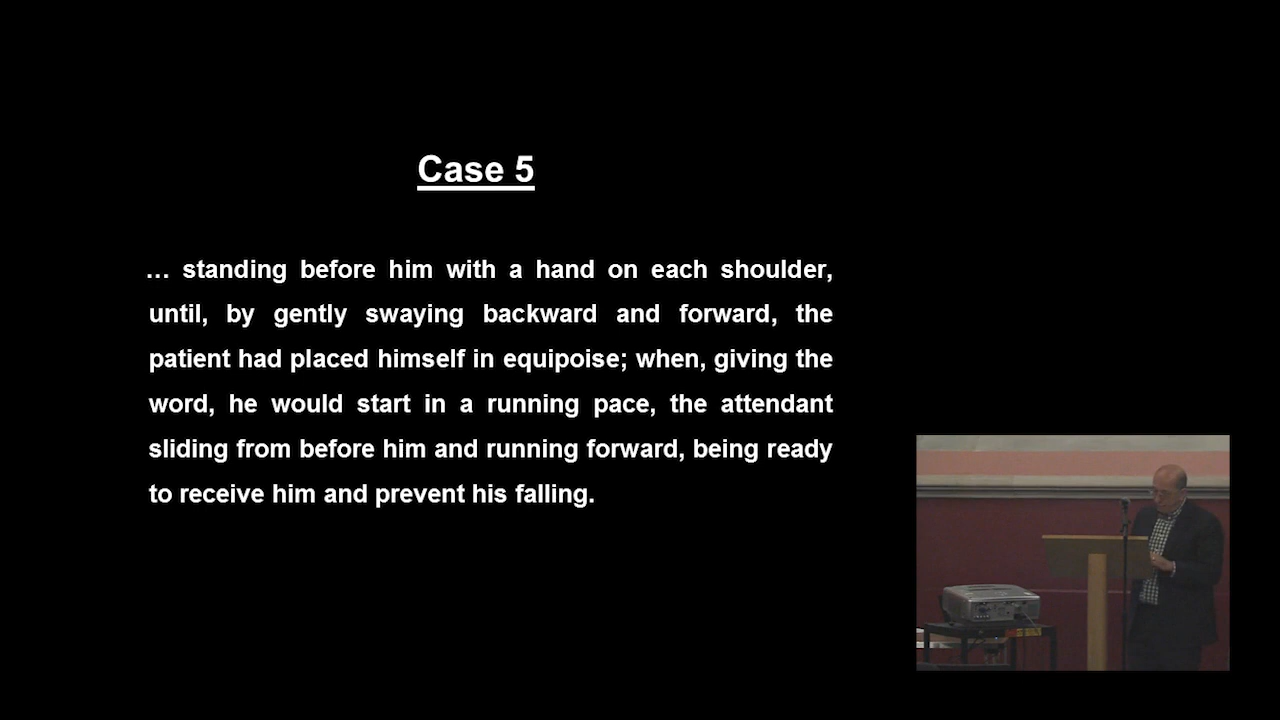 Case 5
… standing before him with a hand on each shoulder,
until, by gently swaying backward and forward, the
patient had placed himself in equipoise; when, giving the
word, he would start in a running pace, the attendant
sliding from before him and running forward, being ready
to receive him and prevent his falling.